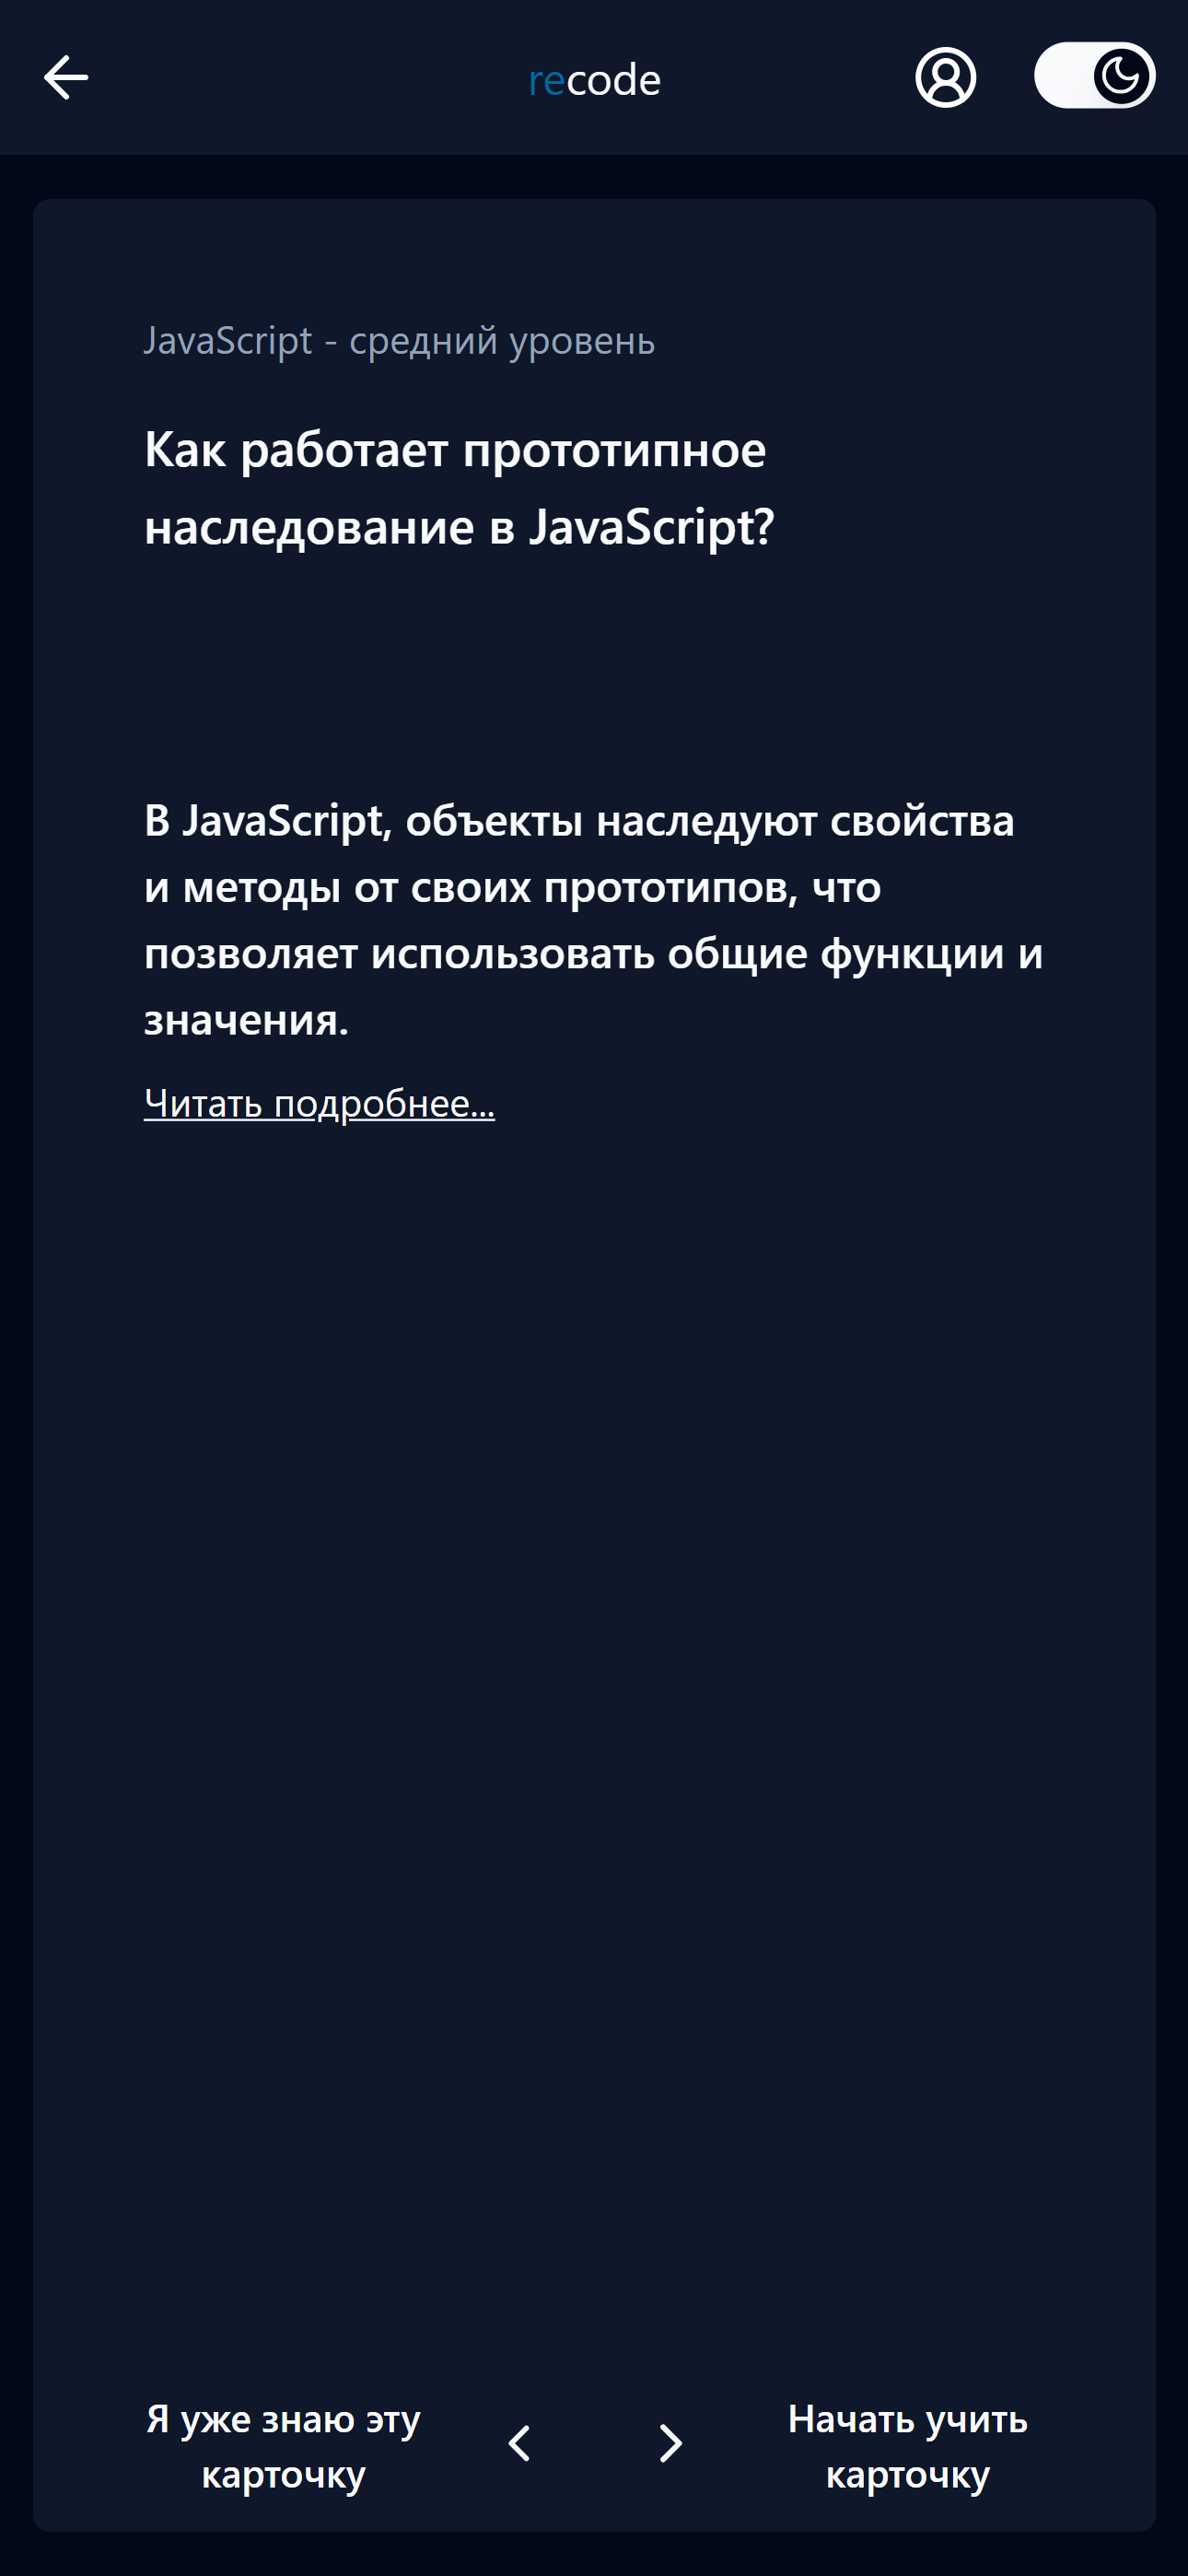 recode
JavaScript - средний уровень
Как работает прототипное
наследование в JavaScript?
В JavaScript, объекты наследуют свойства
и методы от своих прототипов, что
позволяет использовать общие функции и
значения.
Читать подробнее...
Я уже знаю эту
карточку
Начать учить
карточку